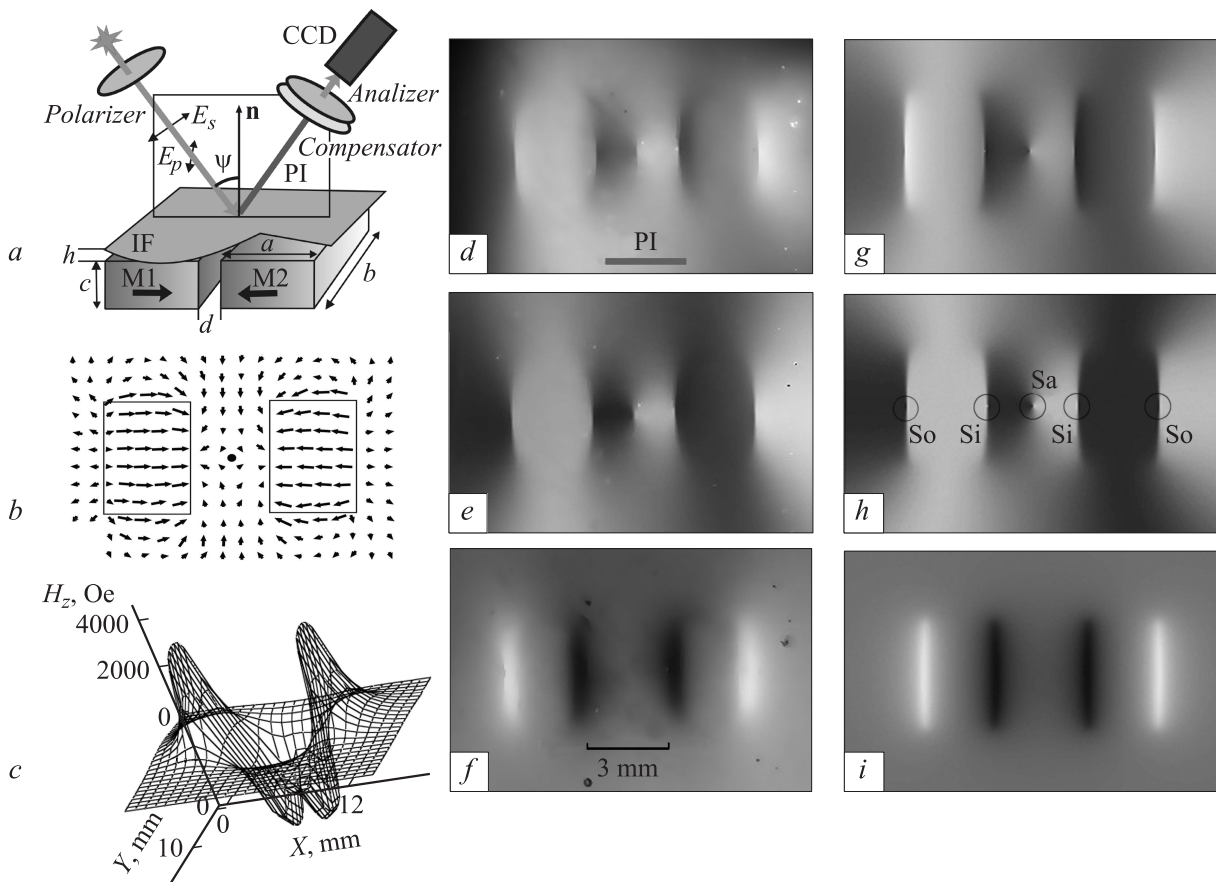 CCD
Analizer
Polarizer
E_s
n
Compensator
E_p
ψ
PI
IF
a
h
a
c
M1
M2
b
d
b
H_z, Oe
4000
2000
0
c
0
0
12
10
Y, mm
X, mm
PI
d
e
3 mm
f
g
Sa
So
Si
Si
So
h
i